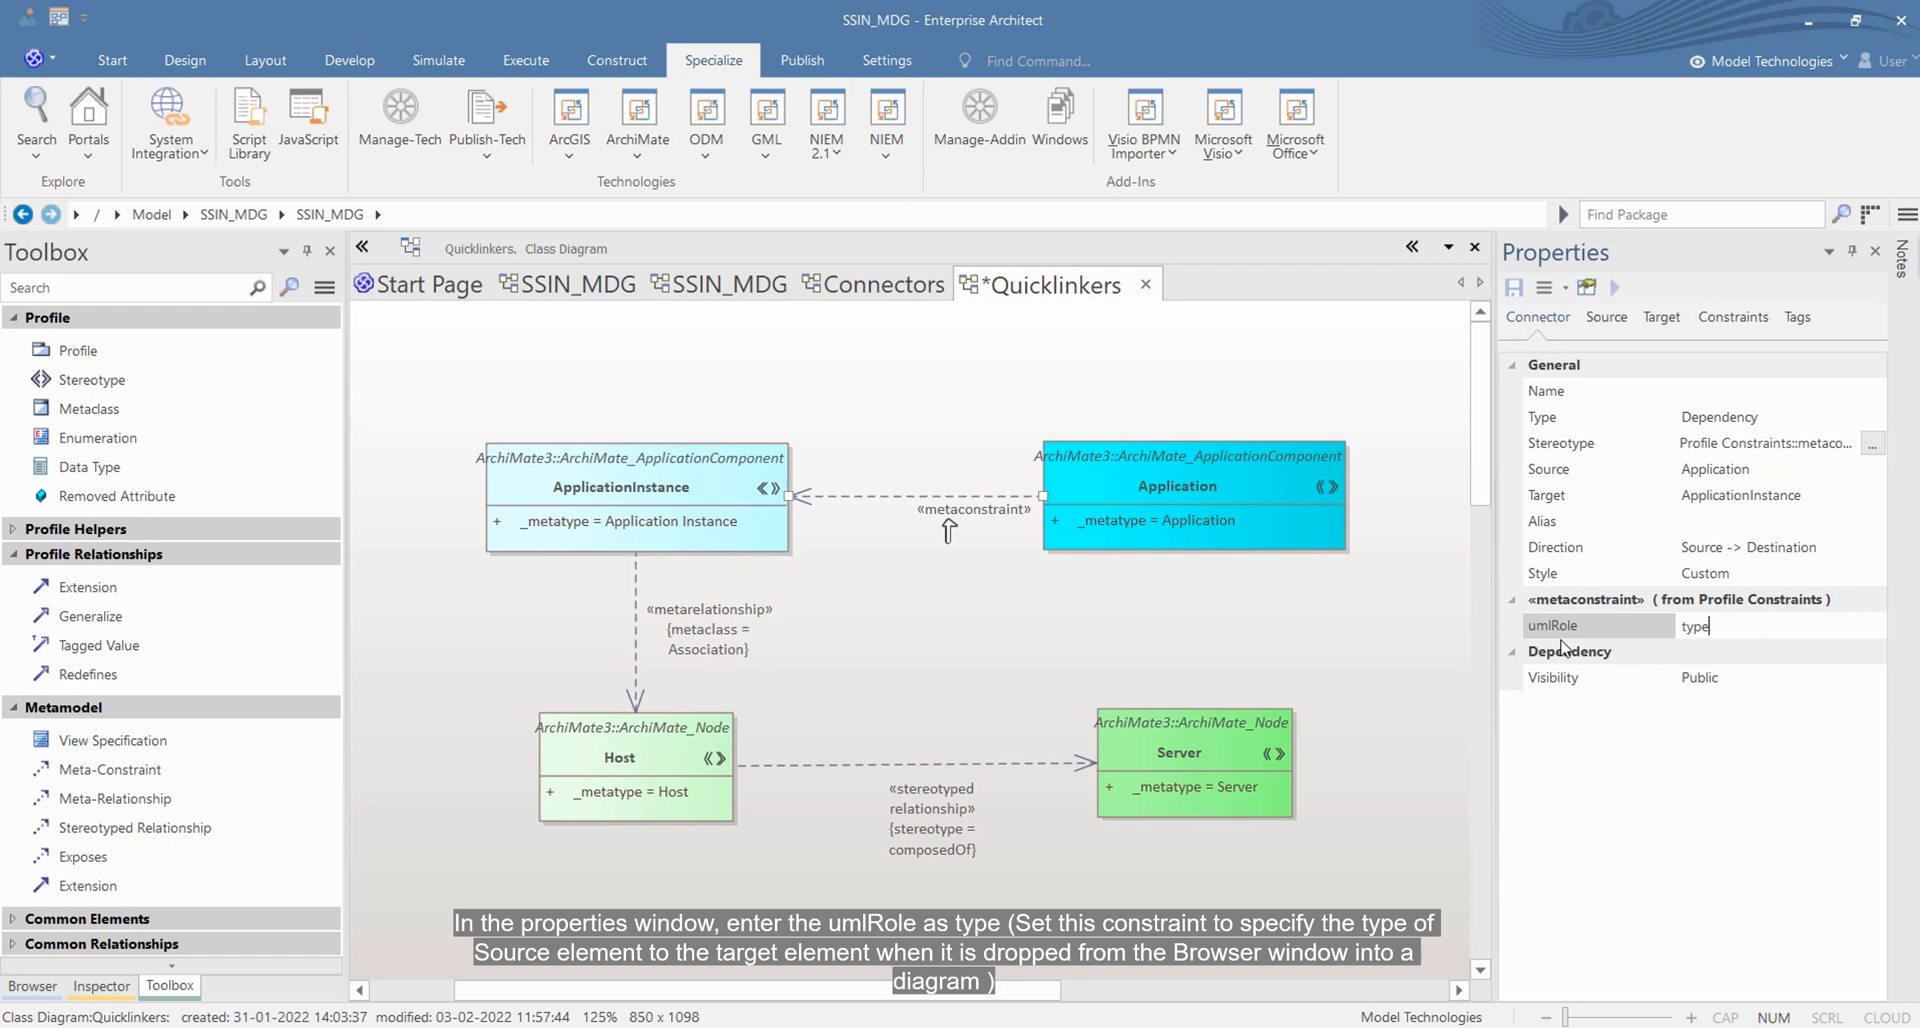 SSIN_MDG - Enterprise Architect
Start Design Layout Develop Simulate Execute Construct Specialize Publish Settings Find Command... Model Technologies User
Search Portals System Integration Script Library JavaScript Manage-Tech Publish-Tech ArcGIS ArchiMate ODM GML NIEM 2.1 NIEM Manage-Addin Windows Visio BPMN Importer Microsoft Visio Microsoft Office
Explore Tools Technologies Add-Ins
/ Model SSIN_MDG SSIN_MDG Find Package
Toolbox
Search
Profile
Profile
Stereotype
Metaclass
Enumeration
Data Type
Removed Attribute
Profile Helpers
Profile Relationships
Extension
Generalize
Tagged Value
Redefines
Metamodel
View Specification
Meta-Constraint
Meta-Relationship
Stereotyped Relationship
Exposes
Extension
Common Elements
Common Relationships
Browser Inspector Toolbox
Quicklinkers. Class Diagram
Start Page SSIN_MDG SSIN_MDG Connectors *Quicklinkers
ArchiMate3::ArchiMate_ApplicationComponent
ApplicationInstance
+ _metatype = Application Instance
«metaconstraint»
ArchiMate3::ArchiMate_ApplicationComponent
Application
+ _metatype = Application
«metarelationship»
{metaclass =
Association}
ArchiMate3::ArchiMate_Node
Host
+ _metatype = Host
«stereotyped
relationship»
{stereotype =
composedOf}
ArchiMate3::ArchiMate_Node
Server
+ _metatype = Server
In the properties window, enter the umlRole as type (Set this constraint to specify the type of
Source element to the target element when it is dropped from the Browser window into a
diagram )
Properties
Notes
Connector Source Target Constraints Tags
General
Name
Type Dependency
Stereotype Profile Constraints::metaco... ...
Source Application
Target ApplicationInstance
Alias
Direction Source -> Destination
Style Custom
«metaconstraint» ( from Profile Constraints )
umlRole type
Dependency
Visibility Public
Class Diagram:Quicklinkers: created: 31-01-2022 14:03:37 modified: 03-02-2022 11:57:44 125% 850 x 1098 Model Technologies CAP NUM SCRL CLOUD